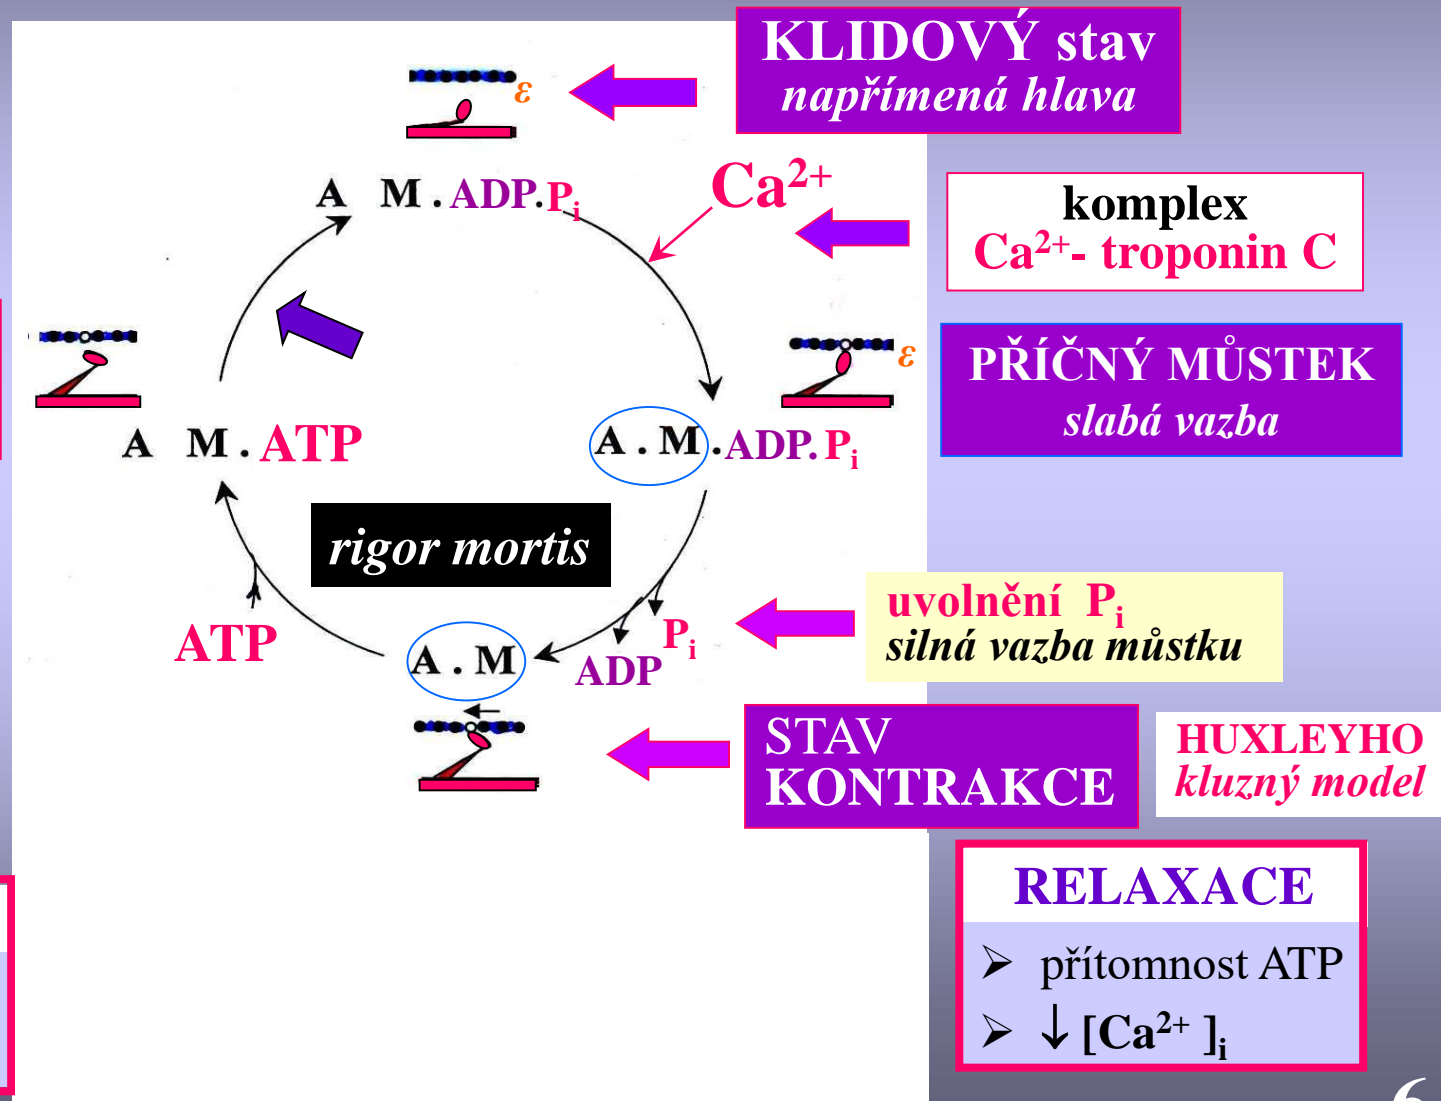 KLIDOVÝ stav
napřímená hlava
ε
A M . ADP.Pi
Ca²⁺
komplex
Ca²⁺- troponin C
ε
PŘÍČNÝ MŮSTEK
slabá vazba
A M . ATP
A . M . ADP. Pi
rigor mortis
uvolnění Pi
silná vazba můstku
ATP
A . M
ADP
Pi
STAV
KONTRAKCE
HUXLEYHO
kluzný model
RELAXACE
➢ přítomnost ATP
➢ ↓ [Ca²⁺ ]i